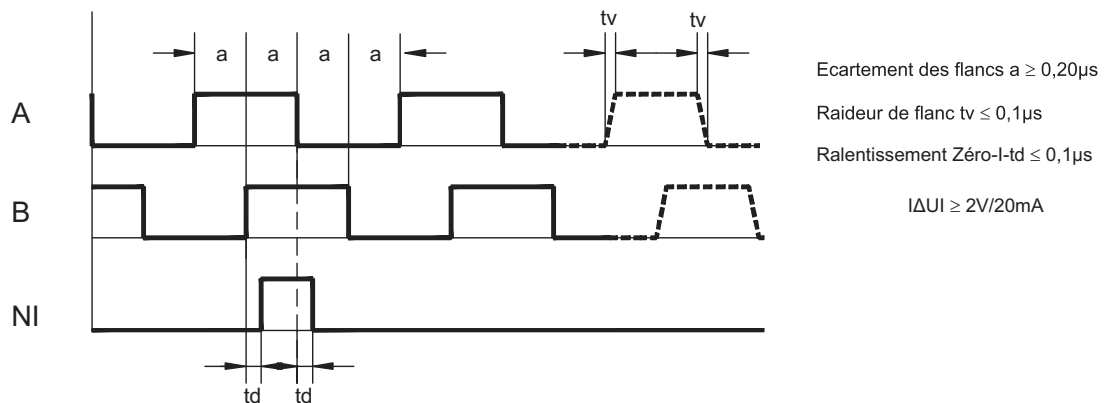 tv tv
a a a a
A
B
NI
td td
Ecartement des flancs a ≥ 0,20µs
Raideur de flanc tv ≤ 0,1µs
Ralentissement Zéro-I-td ≤ 0,1µs
IΔUI ≥ 2V/20mA